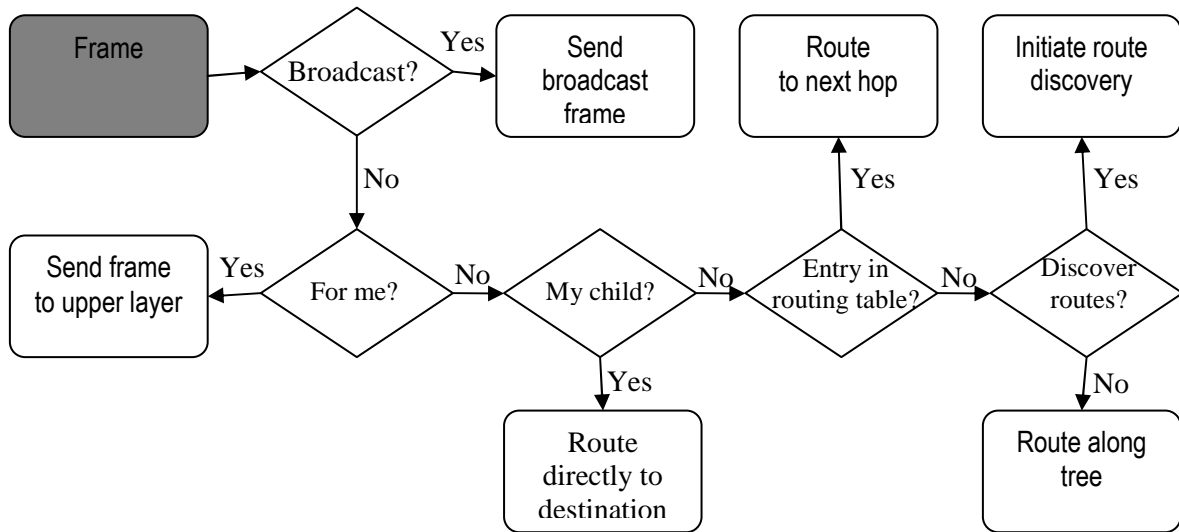 Frame
Broadcast?
Yes
Send
broadcast
frame
Route
to next hop
Initiate route
discovery
No
Yes
Yes
Send frame
to upper layer
Yes
For me?
No
My child?
No
Entry in
routing table?
No
Discover
routes?
Yes
No
Route
directly to
destination
Route along
tree